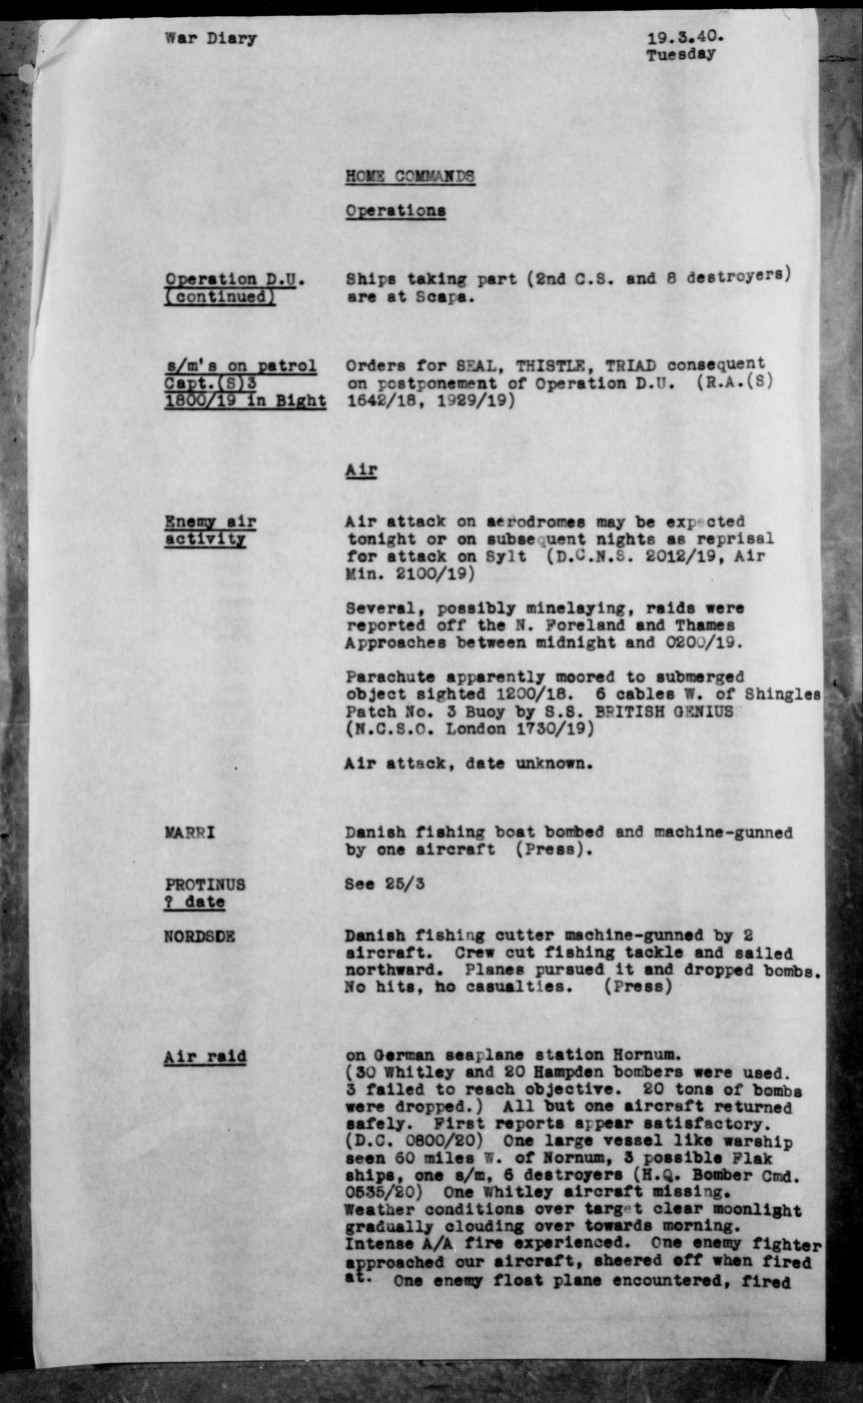 War Diary
19.3.40.
Tuesday
HOME COMMANDS
Operations
Operation D.U. Ships taking part (2nd C.S. and 8 destroyers)
(continued) are at Scapa.
s/m's on patrol Orders for SEAL, THISTLE, TRIAD consequent
Capt.(S)3 on postponement of Operation D.U. (R.A.(S)
1800/19 in Bight 1642/18, 1929/19)
Air
Enemy air Air attack on aerodromes may be expected
activity tonight or on subsequent nights as reprisal
for attack on Sylt (D.C.N.S. 2012/19, Air
Min. 2100/19)
Several, possibly minelaying, raids were
reported off the N. Foreland and Thames
Approaches between midnight and 0200/19.
Parachute apparently moored to submerged
object sighted 1200/18. 6 cables W. of Shingles
Patch No. 3 Buoy by S.S. BRITISH GENIUS
(N.C.S.O. London 1730/19)
Air attack, date unknown.
MARRI Danish fishing boat bombed and machine-gunned
by one aircraft (Press).
PROTINUS See 25/3
? date
NORDSDE Danish fishing cutter machine-gunned by 2
aircraft. Crew cut fishing tackle and sailed
northward. Planes pursued it and dropped bombs.
No hits, no casualties. (Press)
Air raid on German seaplane station Hornum.
(30 Whitley and 20 Hampden bombers were used.
3 failed to reach objective. 20 tons of bombs
were dropped.) All but one aircraft returned
safely. First reports appear satisfactory.
(D.C. 0800/20) One large vessel like warship
seen 60 miles W. of Nornum, 3 possible Flak
ships, one s/m, 6 destroyers (H.Q. Bomber Cmd.
0535/20) One Whitley aircraft missing.
Weather conditions over target clear moonlight
gradually clouding over towards morning.
Intense A/A fire experienced. One enemy fighter
approached our aircraft, sheered off when fired
at. One enemy float plane encountered, fired